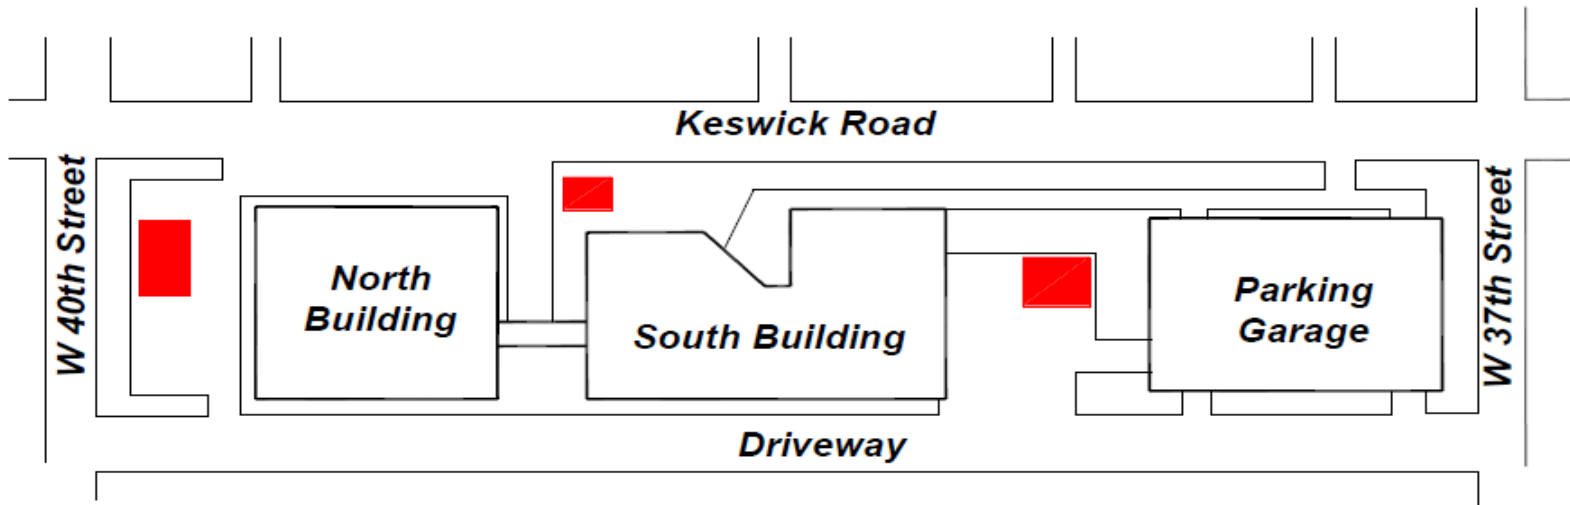 Keswick Road
W 40th Street
North
Building
South Building
Parking
Garage
W 37th Street
Driveway